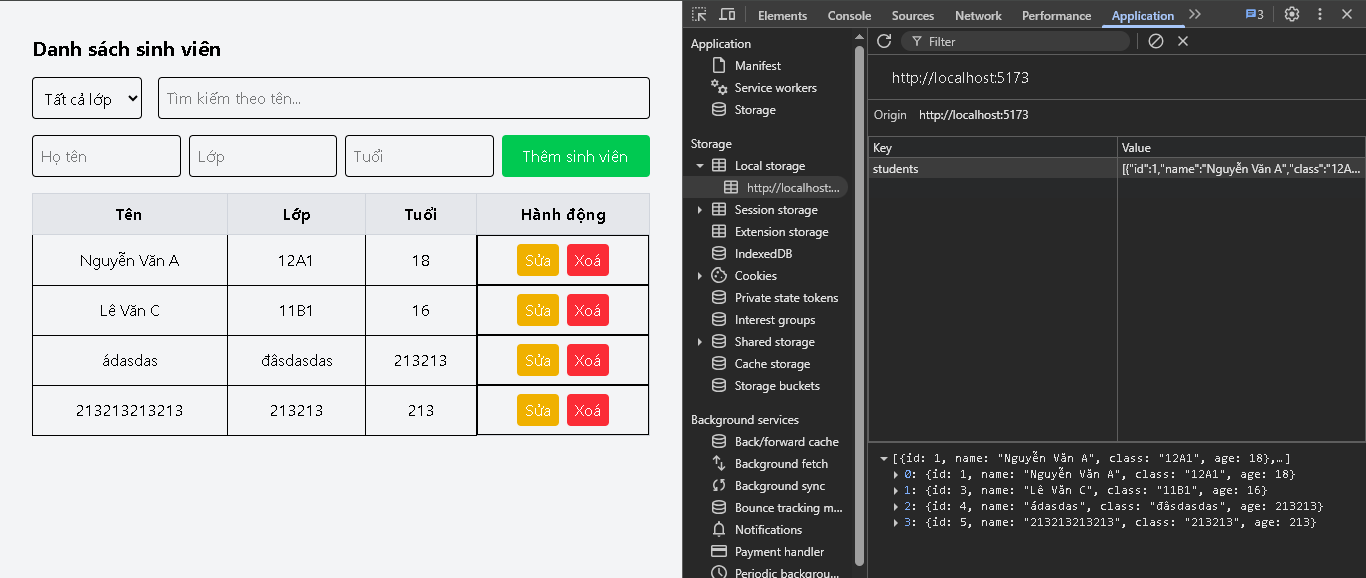 Danh sách sinh viên
Tất cả lớp
Tìm kiếm theo tên...
Họ tên
Lớp
Tuổi
Thêm sinh viên
Tên Lớp Tuổi Hành động
Nguyễn Văn A 12A1 18 Sửa Xoá
Lê Văn C 11B1 16 Sửa Xoá
ádasdas đâsdasdas 213213 Sửa Xoá
213213213213 213213 213 Sửa Xoá
Elements Console Sources Network Performance Application 3
Application
Manifest
Service workers
Storage
Storage
Local storage
http://localhost:...
Session storage
Extension storage
IndexedDB
Cookies
Private state tokens
Interest groups
Shared storage
Cache storage
Storage buckets
Background services
Back/forward cache
Background fetch
Background sync
Bounce tracking m...
Notifications
Payment handler
Periodic backgrou...
Filter
http://localhost:5173
Origin http://localhost:5173
Key Value
students [{"id":1,"name":"Nguyễn Văn A","class":"12A...
[{id: 1, name: "Nguyễn Văn A", class: "12A1", age: 18},…]
0: {id: 1, name: "Nguyễn Văn A", class: "12A1", age: 18}
1: {id: 3, name: "Lê Văn C", class: "11B1", age: 16}
2: {id: 4, name: "ádasdas", class: "đâsdasdas", age: 213213}
3: {id: 5, name: "213213213213", class: "213213", age: 213}